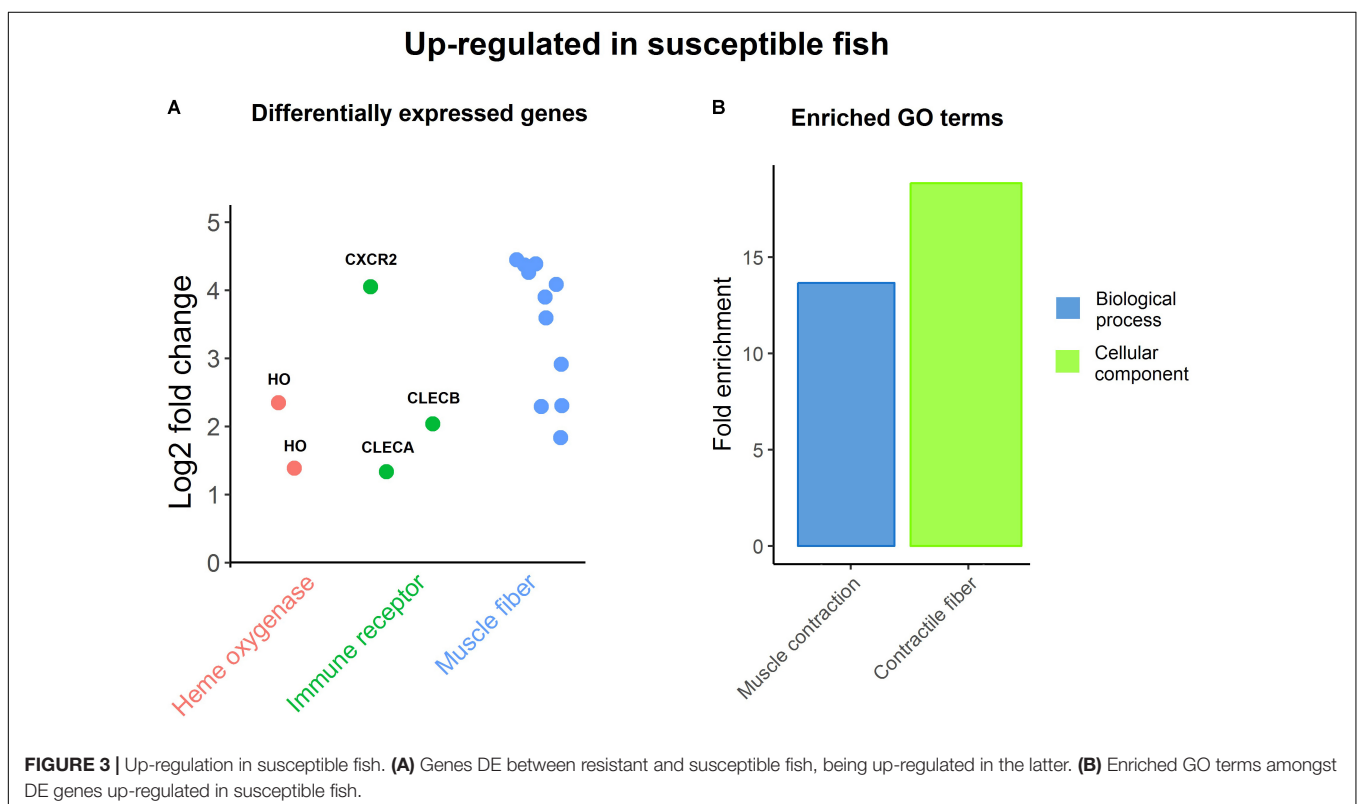 Up-regulated in susceptible fish
A
Differentially expressed genes
Log2 fold change
5
4
3
2
1
0
CXCR2
HO
CLECB
HO
CLECA
Heme oxygenase
Immune receptor
Muscle fiber
B
Enriched GO terms
Fold enrichment
15
10
5
0
Muscle contraction
Contractile fiber
Biological
process
Cellular
component
FIGURE 3 | Up-regulation in susceptible fish. (A) Genes DE between resistant and susceptible fish, being up-regulated in the latter. (B) Enriched GO terms amongst
DE genes up-regulated in susceptible fish.